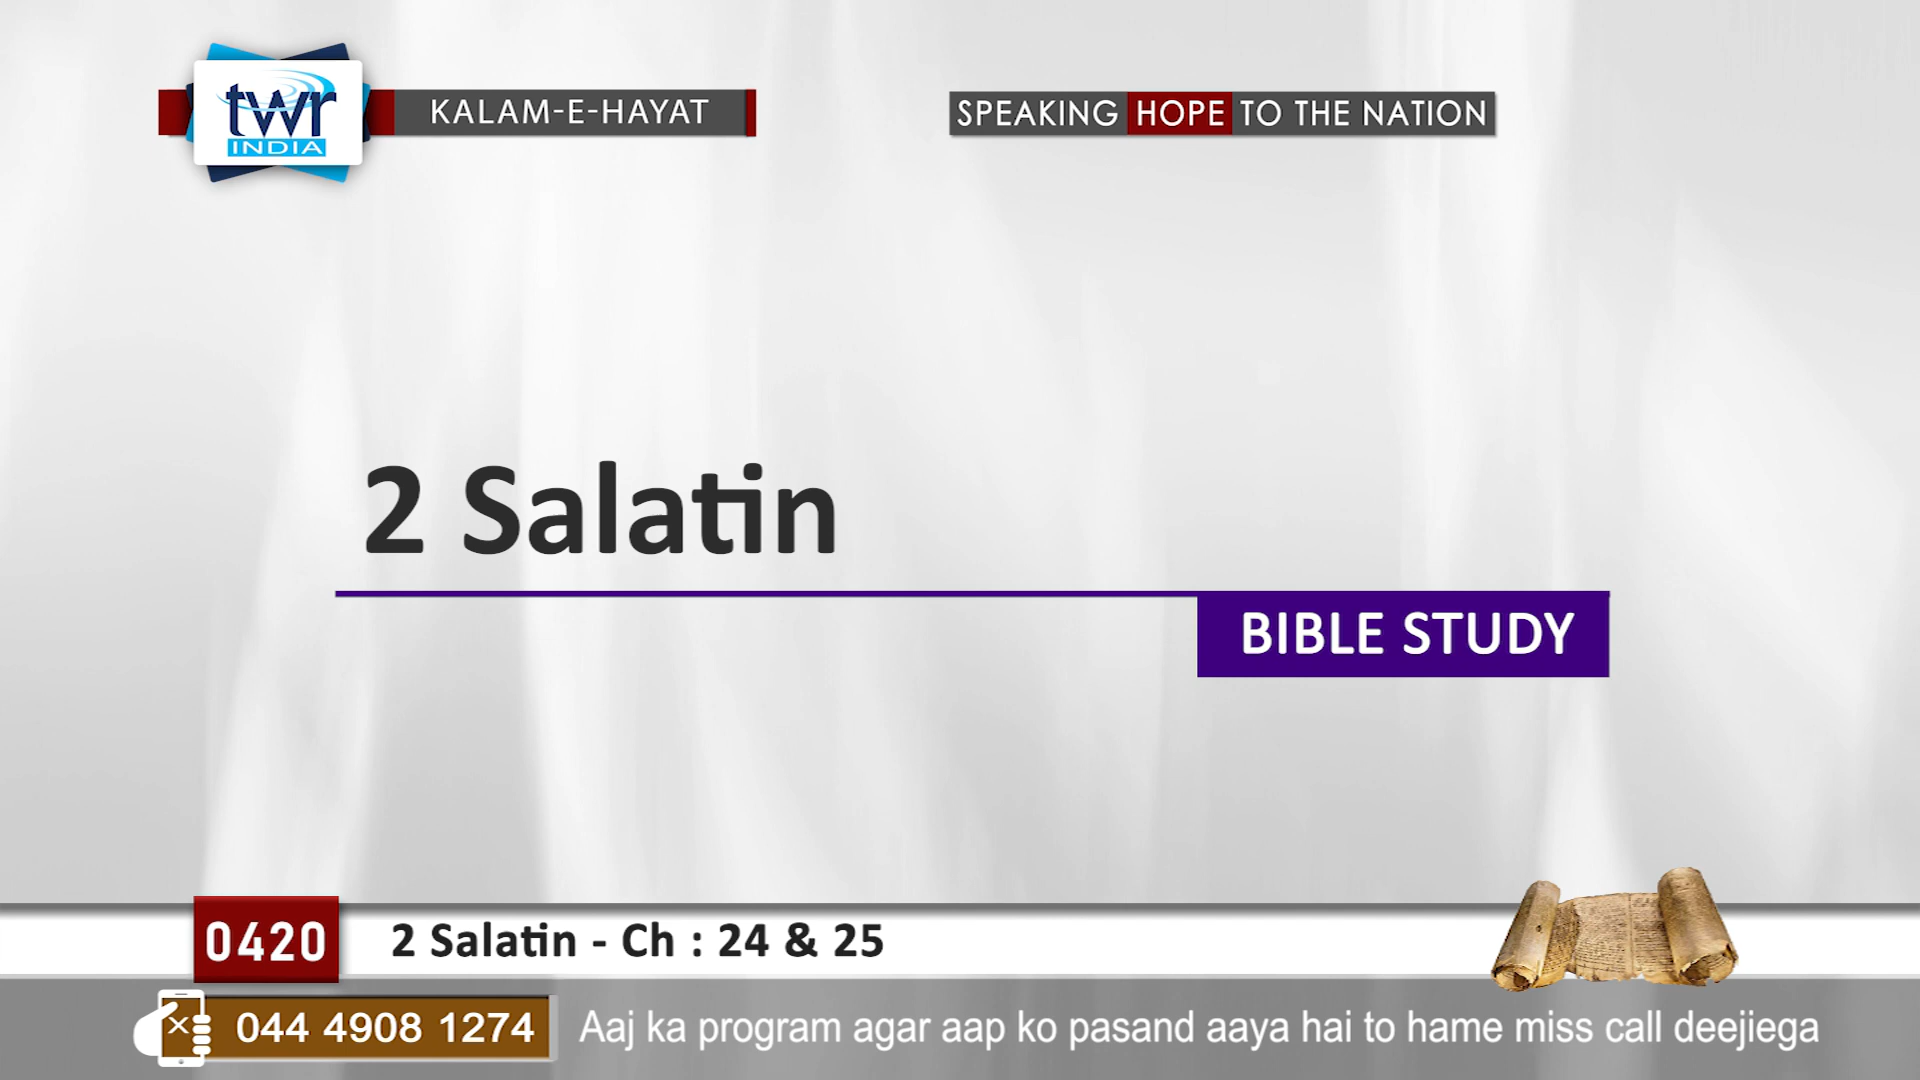 twr
INDIA
KALAM-E-HAYAT
SPEAKING HOPE TO THE NATION
2 Salatin
BIBLE STUDY
0420
2 Salatin - Ch : 24 & 25
044 4908 1274
Aaj ka program agar aap ko pasand aaya hai to hame miss call deejiega